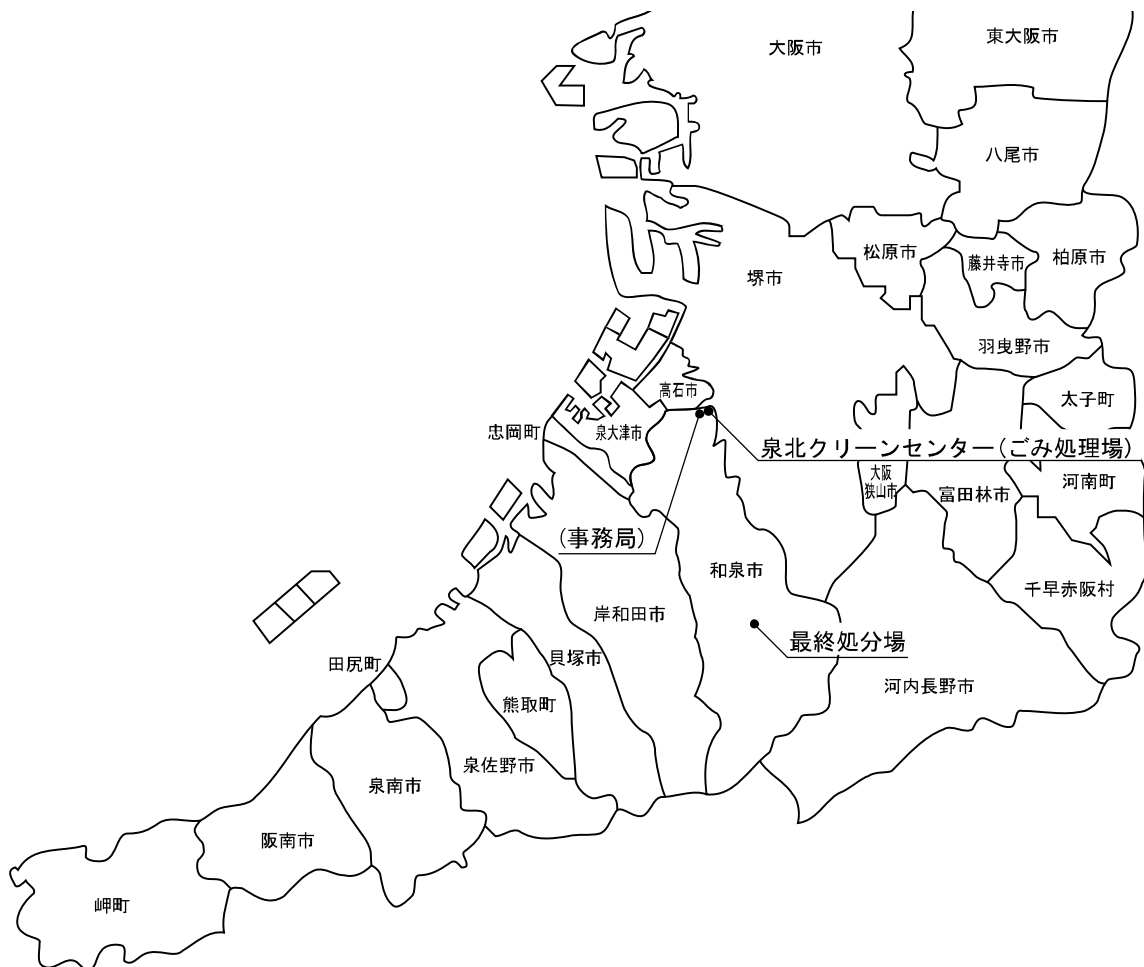 大阪市
東大阪市
八尾市
松原市
藤井寺市
柏原市
堺市
羽曳野市
高石市
太子町
忠岡町
泉大津市
泉北クリーンセンター(ごみ処理場)
大阪
狭山市
富田林市
河南町
(事務局)
和泉市
千早赤阪村
岸和田市
最終処分場
貝塚市
田尻町
河内長野市
熊取町
泉佐野市
泉南市
阪南市
岬町